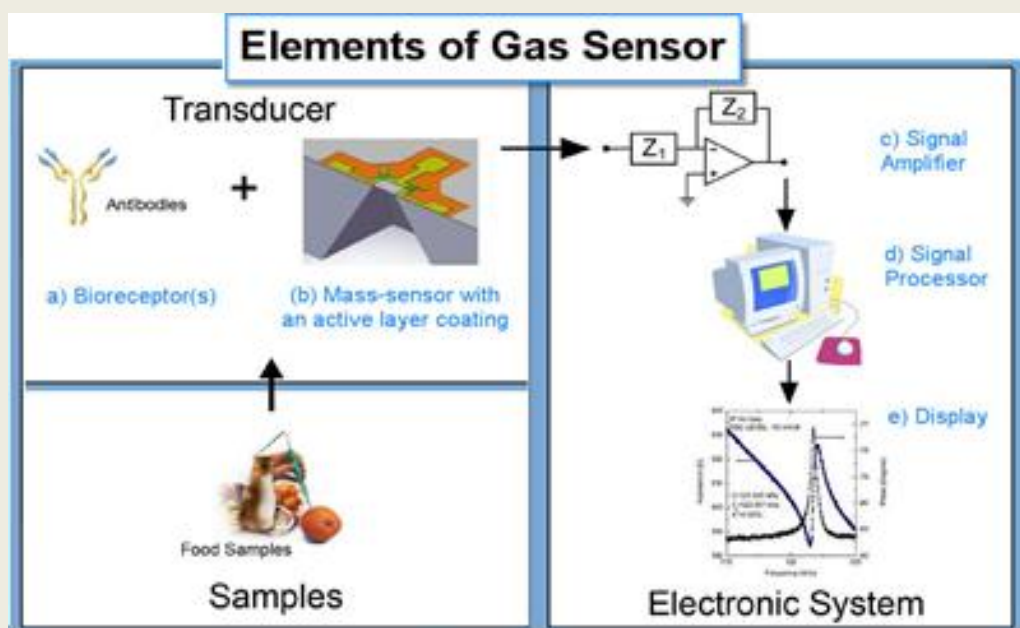 Elements of Gas Sensor
Transducer
Antibodies
+
a) Bioreceptor(s)
(b) Mass-sensor with
an active layer coating
Food Samples
Samples
Z1
Z2
c) Signal
Amplifier
d) Signal
Processor
e) Display
Electronic System